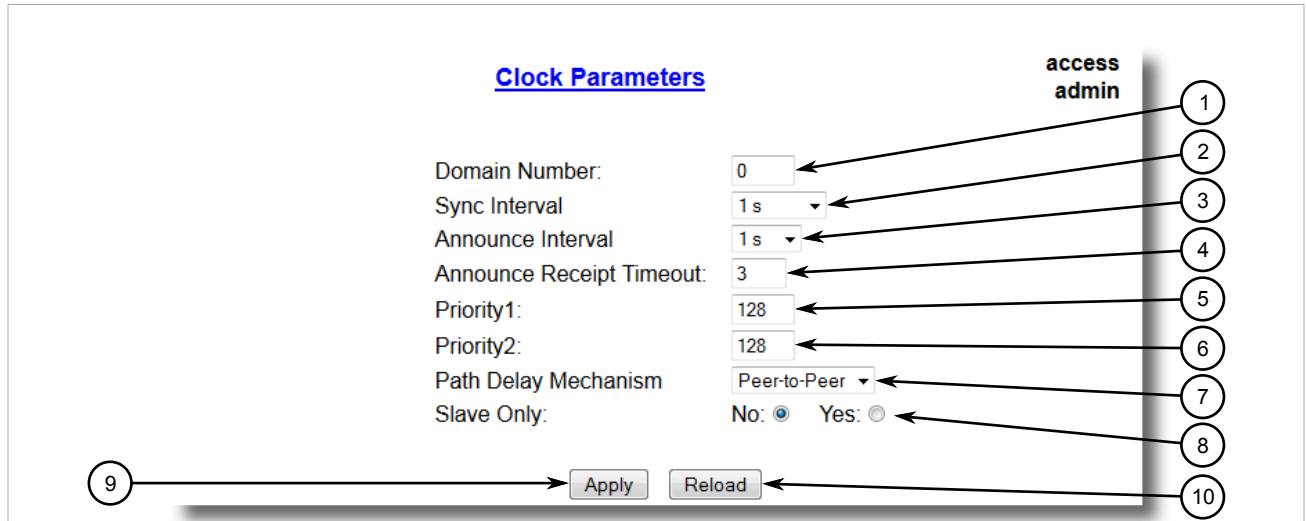 Clock Parameters
access
admin
1
Domain Number: 0
2
Sync Interval 1 s
3
Announce Interval 1 s
4
Announce Receipt Timeout: 3
5
Priority1: 128
6
Priority2: 128
7
Path Delay Mechanism Peer-to-Peer
8
Slave Only: No: Yes:
9
Apply Reload
10